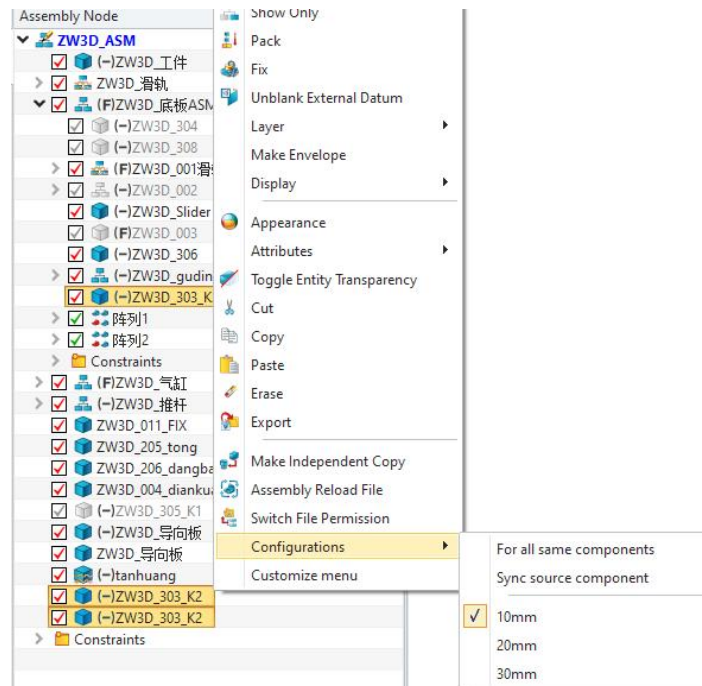 Assembly Node
ZW3D_ASM
(-)ZW3D_工件
ZW3D_滑轨
(F)ZW3D_底板ASM
(-)ZW3D_304
(-)ZW3D_308
(F)ZW3D_001滑
(-)ZW3D_002
(-)ZW3D_Slider
(F)ZW3D_003
(-)ZW3D_306
(-)ZW3D_gudin
(-)ZW3D_303_K
阵列1
阵列2
Constraints
(F)ZW3D_气缸
(-)ZW3D_推杆
ZW3D_011_FIX
ZW3D_205_tong
ZW3D_206_dangba
ZW3D_004_diankua
(-)ZW3D_305_K1
(-)ZW3D_导向板
ZW3D_导向板
(-)tanhuang
(-)ZW3D_303_K2
(-)ZW3D_303_K2
Constraints
Show Only
Pack
Fix
Unblank External Datum
Layer
Make Envelope
Display
Appearance
Attributes
Toggle Entity Transparency
Cut
Copy
Paste
Erase
Export
Make Independent Copy
Assembly Reload File
Switch File Permission
Configurations
Customize menu
For all same components
Sync source component
10mm
20mm
30mm